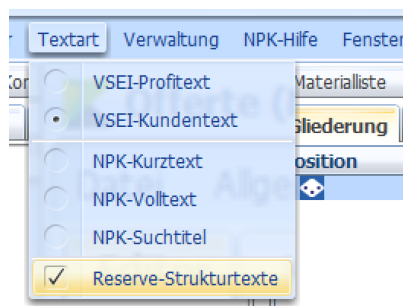 Textart Verwaltung NPK-Hilfe Fenster
VSEI-Profitext
Materialliste
VSEI-Kundentext
Gliederung
NPK-Kurztext
osition
NPK-Volltext
NPK-Suchtitel
Reserve-Strukturtexte